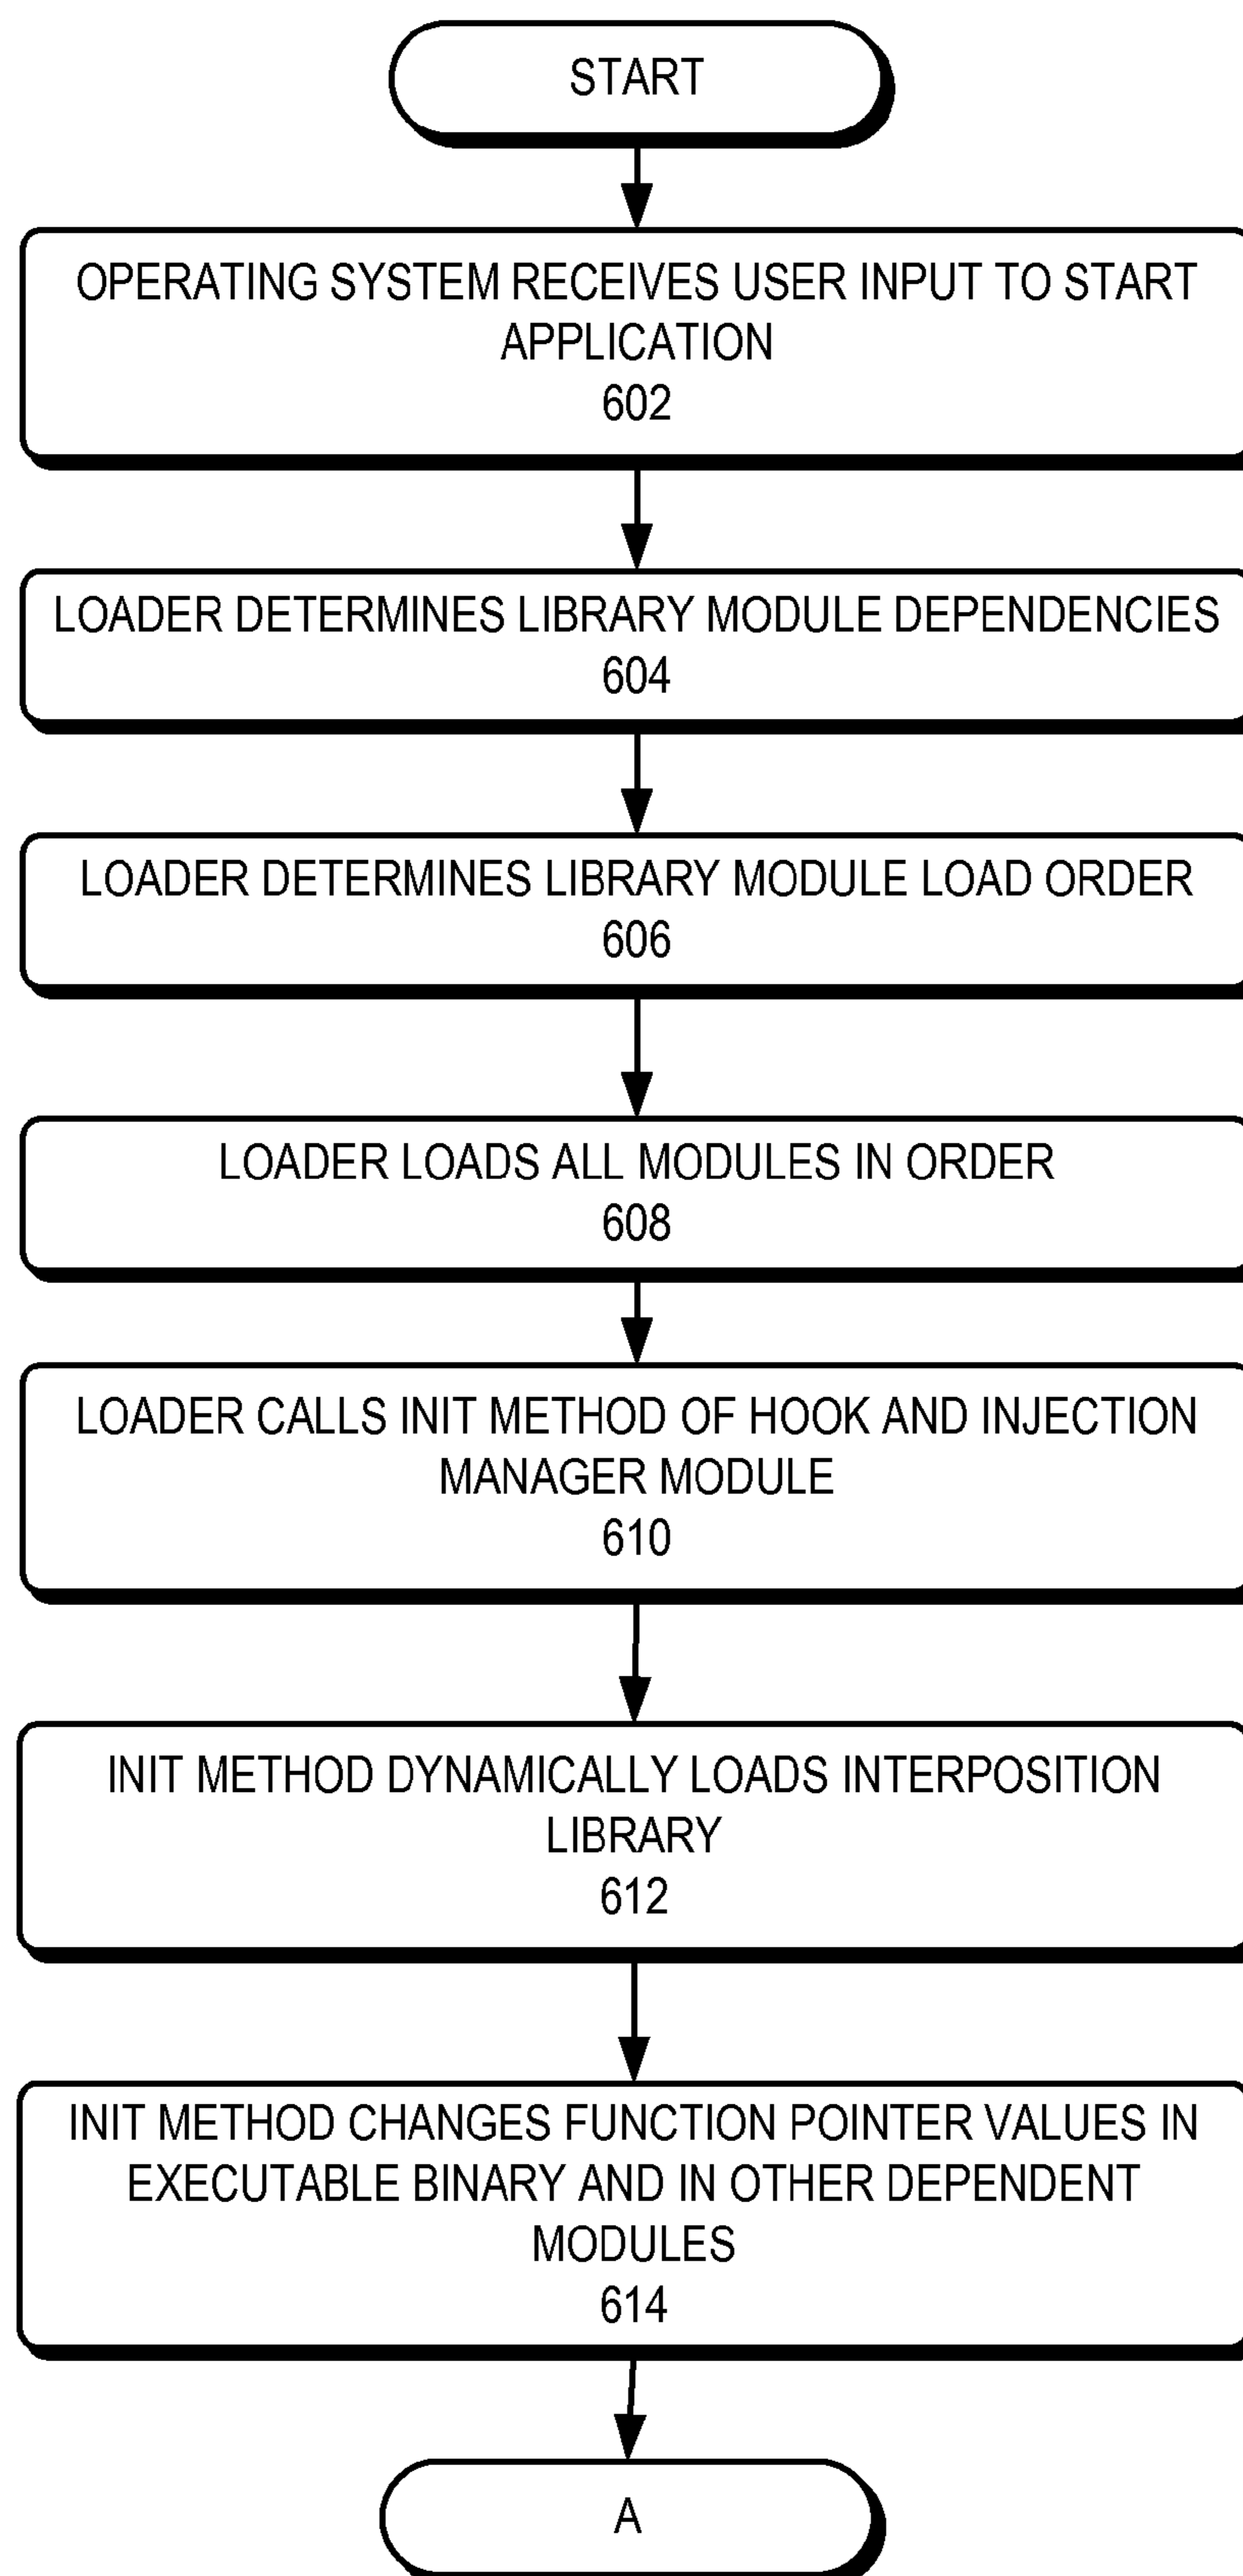 START
OPERATING SYSTEM RECEIVES USER INPUT TO START
APPLICATION
602
LOADER DETERMINES LIBRARY MODULE DEPENDENCIES
604
LOADER DETERMINES LIBRARY MODULE LOAD ORDER
606
LOADER LOADS ALL MODULES IN ORDER
608
LOADER CALLS INIT METHOD OF HOOK AND INJECTION
MANAGER MODULE
610
INIT METHOD DYNAMICALLY LOADS INTERPOSITION
LIBRARY
612
INIT METHOD CHANGES FUNCTION POINTER VALUES IN
EXECUTABLE BINARY AND IN OTHER DEPENDENT
MODULES
614
A